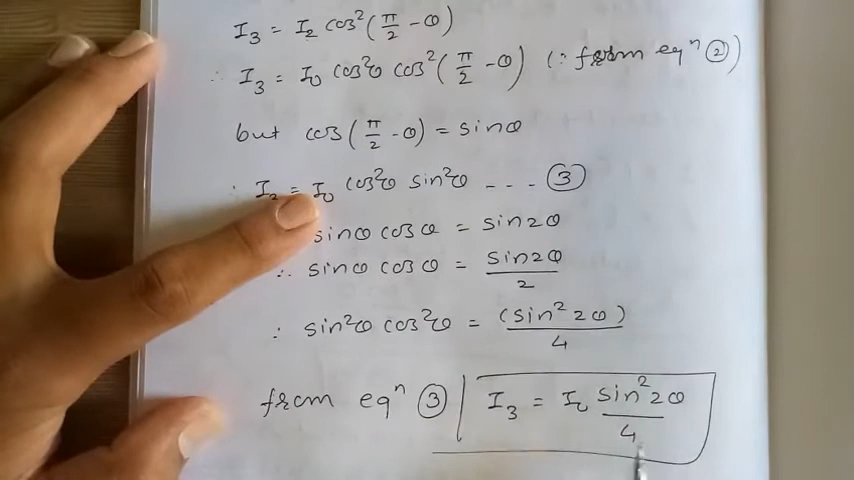 I₃ = I₂ cos²(π/2 - θ)
∴ I₃ = I₀ cos²θ cos²(π/2 - θ) (∵ from eqⁿ ②)
but cos(π/2 - θ) = sinθ
∴ I₃ = I₀ cos²θ sin²θ --- ③
sinθ cosθ = sin2θ
∴ sinθ cosθ = sin2θ/2
∴ sin²θ cos²θ = (sin²2θ)/4
from eqⁿ ③ | I₃ = I₀ sin²2θ/4